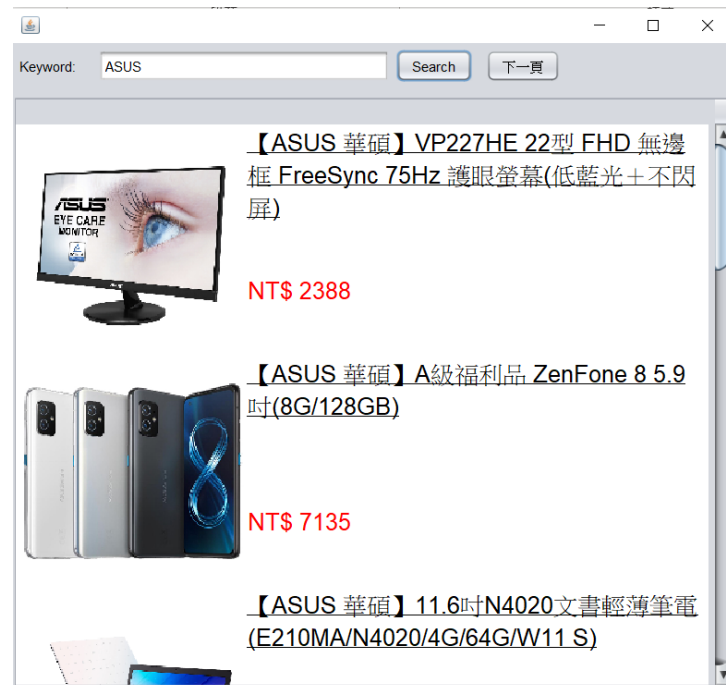 Keyword:
ASUS
Search
下一頁
【ASUS 華碩】VP227HE 22型 FHD 無邊
框 FreeSync 75Hz 護眼螢幕(低藍光＋不閃
屏)
ASUS
EYE CARE
MONITOR
NT$ 2388
【ASUS 華碩】A級福利品 ZenFone 8 5.9
吋(8G/128GB)
NT$ 7135
【ASUS 華碩】11.6吋N4020文書輕薄筆電
(E210MA/N4020/4G/64G/W11 S)